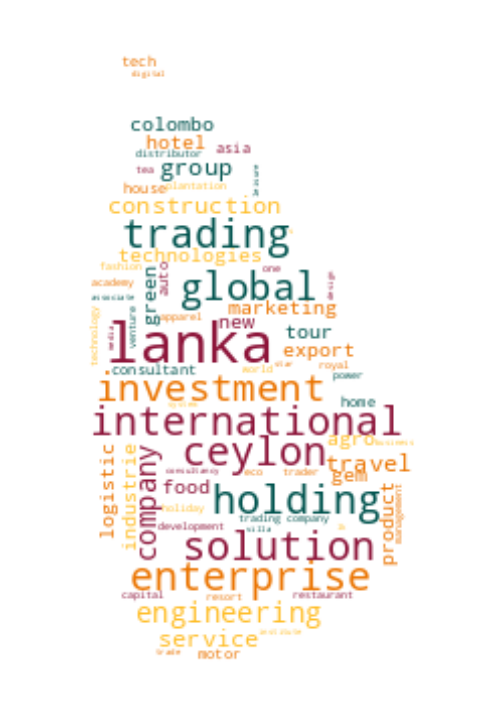 tech
digital
colombo
hotel
asia
distributor
tea
group
house
plantation
construction
trading
technologies
fashion
one
academy
green
auto
global
design
associate
venture
marketing
apparel
new
technology
media
lanka
tour
export
consultant
world
star
royal
power
investment
home
system
international
ceylon
agro
business
logistic
industrie
company
consultancy
eco
trader
travel
gem
food
holding
product
management
holiday
trading company
development
villa
solution
enterprise
capital
resort
restaurant
engineering
service
institute
trade
motor